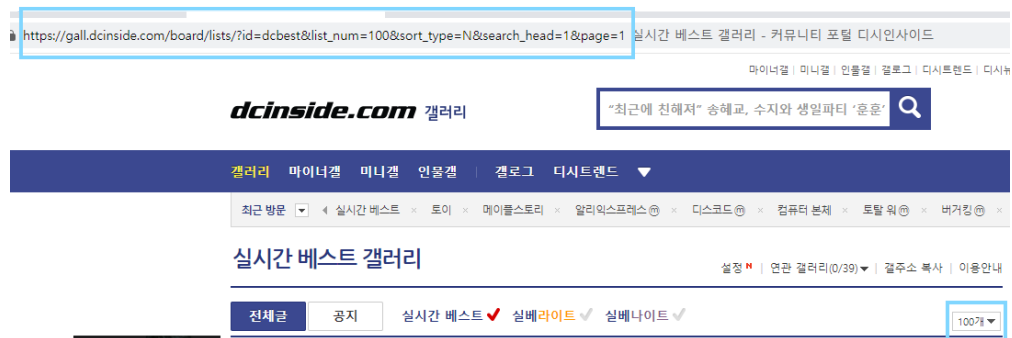 https://gall.dcinside.com/board/lists/?id=dcbest&list_num=100&sort_type=N&search_head=1&page=1 실시간 베스트 갤러리 - 커뮤니티 포털 디시인사이드
마이너갤 | 미니갤 | 인물갤 | 갤로그 | 디시트렌드 | 디시뉴
dcinside.com 갤러리 “최근에 친해져” 송혜교, 수지와 생일파티 ‘훈훈’
갤러리 마이너갤 미니갤 인물갤 | 갤로그 디시트렌드 ▼
최근 방문 실시간 베스트 × 토이 × 메이플스토리 × 알리익스프레스ⓜ × 디스코드ⓜ × 컴퓨터 본체 × 토탈 워ⓜ × 버거킹ⓜ ×
실시간 베스트 갤러리
설정 N | 연관 갤러리(0/39)▼ | 갤주소 복사 | 이용안내
전체글 공지 실시간 베스트✔ 실베라이트✔ 실베나이트✔
100개▼